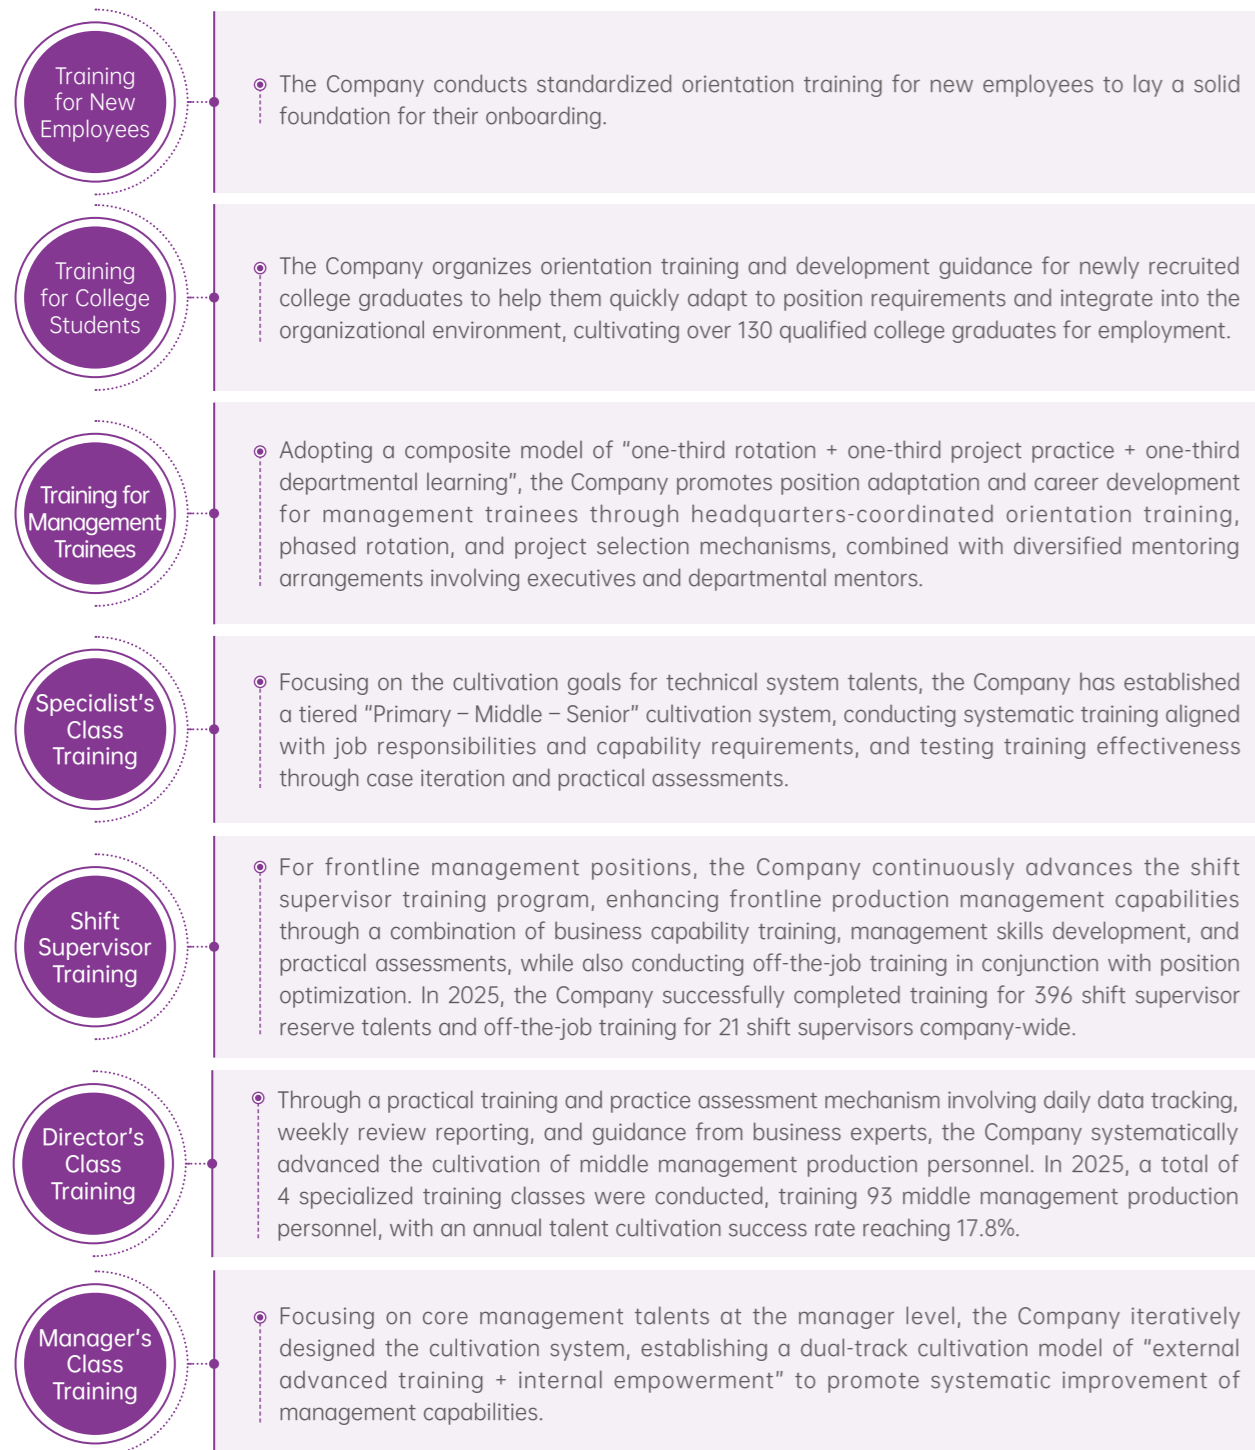 Training
for New
Employees
The Company conducts standardized orientation training for new employees to lay a solid
foundation for their onboarding.
Training
for College
Students
The Company organizes orientation training and development guidance for newly recruited
college graduates to help them quickly adapt to position requirements and integrate into the
organizational environment, cultivating over 130 qualified college graduates for employment.
Training for
Management
Trainees
Adopting a composite model of “one-third rotation + one-third project practice + one-third
departmental learning”, the Company promotes position adaptation and career development
for management trainees through headquarters-coordinated orientation training,
phased rotation, and project selection mechanisms, combined with diversified mentoring
arrangements involving executives and departmental mentors.
Specialist’s
Class
Training
Focusing on the cultivation goals for technical system talents, the Company has established
a tiered “Primary – Middle – Senior” cultivation system, conducting systematic training aligned
with job responsibilities and capability requirements, and testing training effectiveness
through case iteration and practical assessments.
Shift
Supervisor
Training
For frontline management positions, the Company continuously advances the shift
supervisor training program, enhancing frontline production management capabilities
through a combination of business capability training, management skills development, and
practical assessments, while also conducting off-the-job training in conjunction with position
optimization. In 2025, the Company successfully completed training for 396 shift supervisor
reserve talents and off-the-job training for 21 shift supervisors company-wide.
Director’s
Class
Training
Through a practical training and practice assessment mechanism involving daily data tracking,
weekly review reporting, and guidance from business experts, the Company systematically
advanced the cultivation of middle management production personnel. In 2025, a total of
4 specialized training classes were conducted, training 93 middle management production
personnel, with an annual talent cultivation success rate reaching 17.8%.
Manager’s
Class
Training
Focusing on core management talents at the manager level, the Company iteratively
designed the cultivation system, establishing a dual-track cultivation model of “external
advanced training + internal empowerment” to promote systematic improvement of
management capabilities.